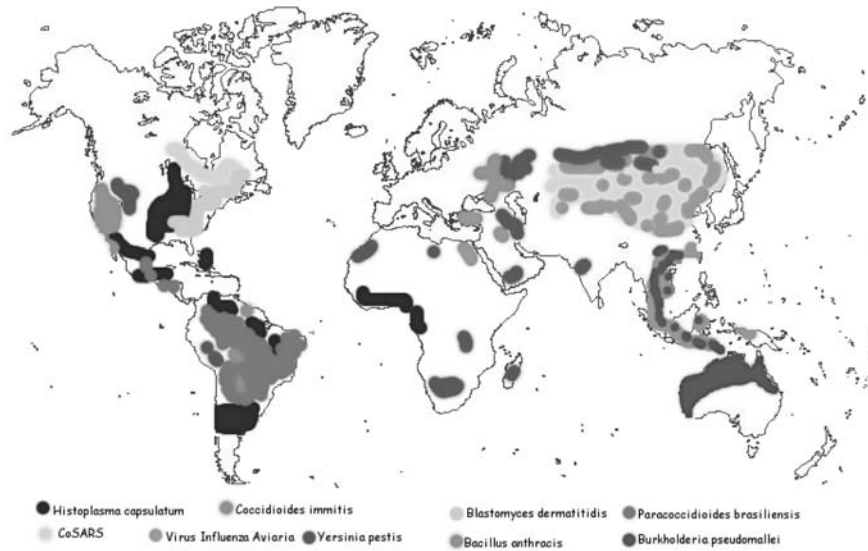 Histoplasma capsulatum
Coccidioides immitis
Blastomyces dermatitidis
Paracoccidioides brasiliensis
CoSARS
Virus Influenza Aviaria
Yersinia pestis
Bacillus anthracis
Burkholderia pseudomallei